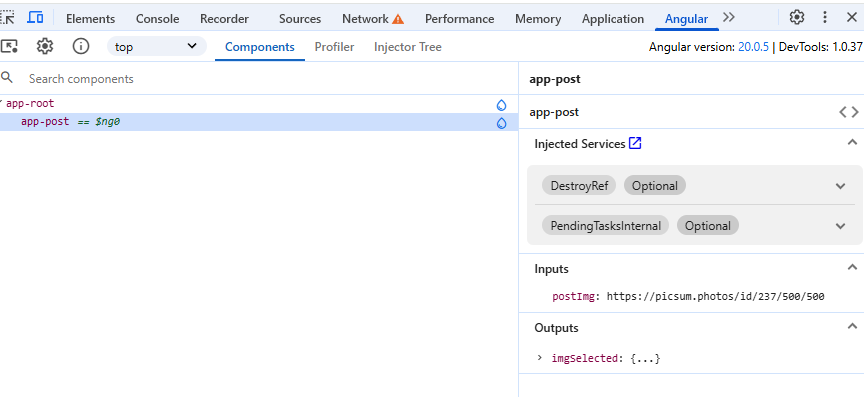 Elements Console Recorder Sources Network Performance Memory Application Angular
top Components Profiler Injector Tree Angular version: 20.0.5 | DevTools: 1.0.37
Search components
app-post
app-root
app-post == $ng0
app-post
Injected Services
DestroyRef Optional
PendingTasksInternal Optional
Inputs
postImg: https://picsum.photos/id/237/500/500
Outputs
imgSelected: {...}